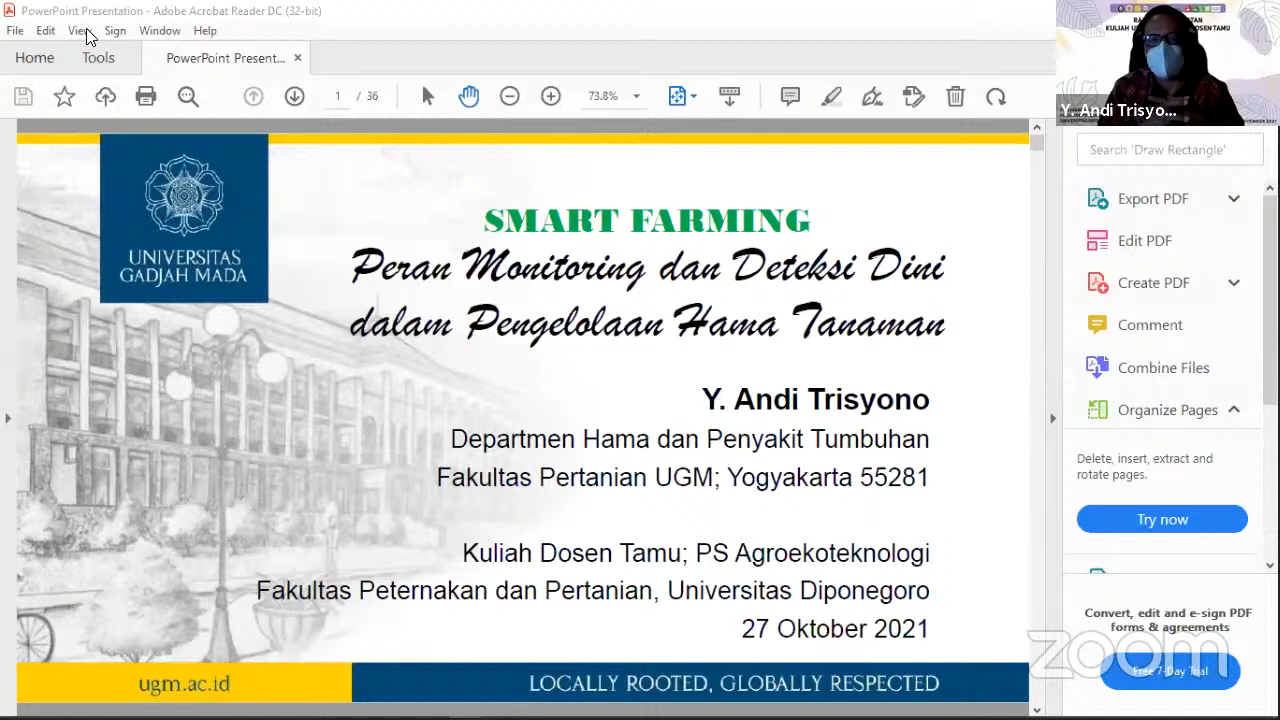 PowerPoint Presentation - Adobe Acrobat Reader DC (32-bit)
File Edit View Sign Window Help
Home Tools PowerPoint Present... ×
1 / 36 73.8%
UNIVERSITAS
GADJAH MADA
SMART FARMING
Peran Monitoring dan Deteksi Dini
dalam Pengelolaan Hama Tanaman
Y. Andi Trisyono
Departmen Hama dan Penyakit Tumbuhan
Fakultas Pertanian UGM; Yogyakarta 55281
Kuliah Dosen Tamu; PS Agroekoteknologi
Fakultas Peternakan dan Pertanian, Universitas Diponegoro
27 Oktober 2021
ugm.ac.id
LOCALLY ROOTED, GLOBALLY RESPECTED
Y. Andi Trisyo...
Search 'Draw Rectangle'
Export PDF
Edit PDF
Create PDF
Comment
Combine Files
Organize Pages
Delete, insert, extract and
rotate pages.
Try now
Convert, edit and e-sign PDF
forms & agreements
Free 7-Day Trial
zoom